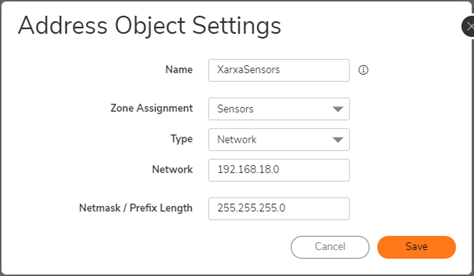 Address Object Settings
Name XarxaSensors
Zone Assignment Sensors
Type Network
Network 192.168.18.0
Netmask / Prefix Length 255.255.255.0
Cancel Save